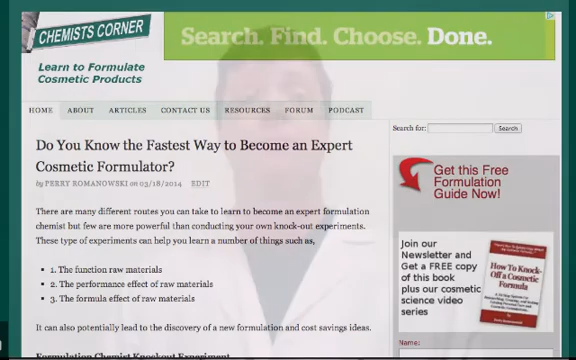 CHEMISTS CORNER
Search. Find. Choose. Done.
Learn to Formulate
Cosmetic Products
HOME ABOUT ARTICLES CONTACT US RESOURCES FORUM PODCAST
Do You Know the Fastest Way to Become an Expert
Cosmetic Formulator?
by PERRY ROMANOWSKI on 03/18/2014 EDIT
There are many different routes you can take to learn to become an expert formulation
chemist but few are more powerful than conducting your own knock-out experiments.
These type of experiments can help you learn a number of things such as,
1. The function raw materials
2. The performance effect of raw materials
3. The formula effect of raw materials
It can also potentially lead to the discovery of a new formulation and cost savings ideas.
Formulation Chemist Knockout Experiment
Search for: Search
Get this Free
Formulation
Guide Now!
Join our
Newsletter and
Get a FREE copy
of this book
plus our cosmetic
science video
series
How To Knock-
Off a Cosmetic
Formula
Name: